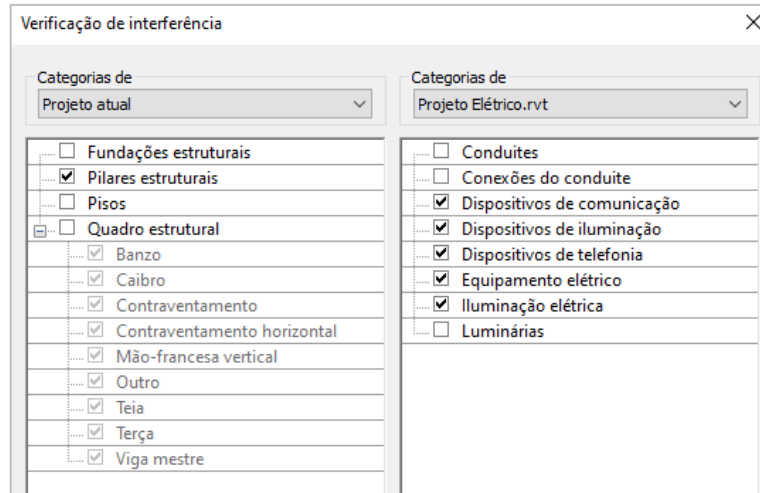 Verificação de interferência
Categorias de
Projeto atual
Fundações estruturais
Pilares estruturais
Pisos
Quadro estrutural
Banzo
Caibro
Contraventamento
Contraventamento horizontal
Mão-francesa vertical
Outro
Teia
Terça
Viga mestre
Categorias de
Projeto Elétrico.rvt
Conduites
Conexões do conduite
Dispositivos de comunicação
Dispositivos de iluminação
Dispositivos de telefonia
Equipamento elétrico
Iluminação elétrica
Luminárias